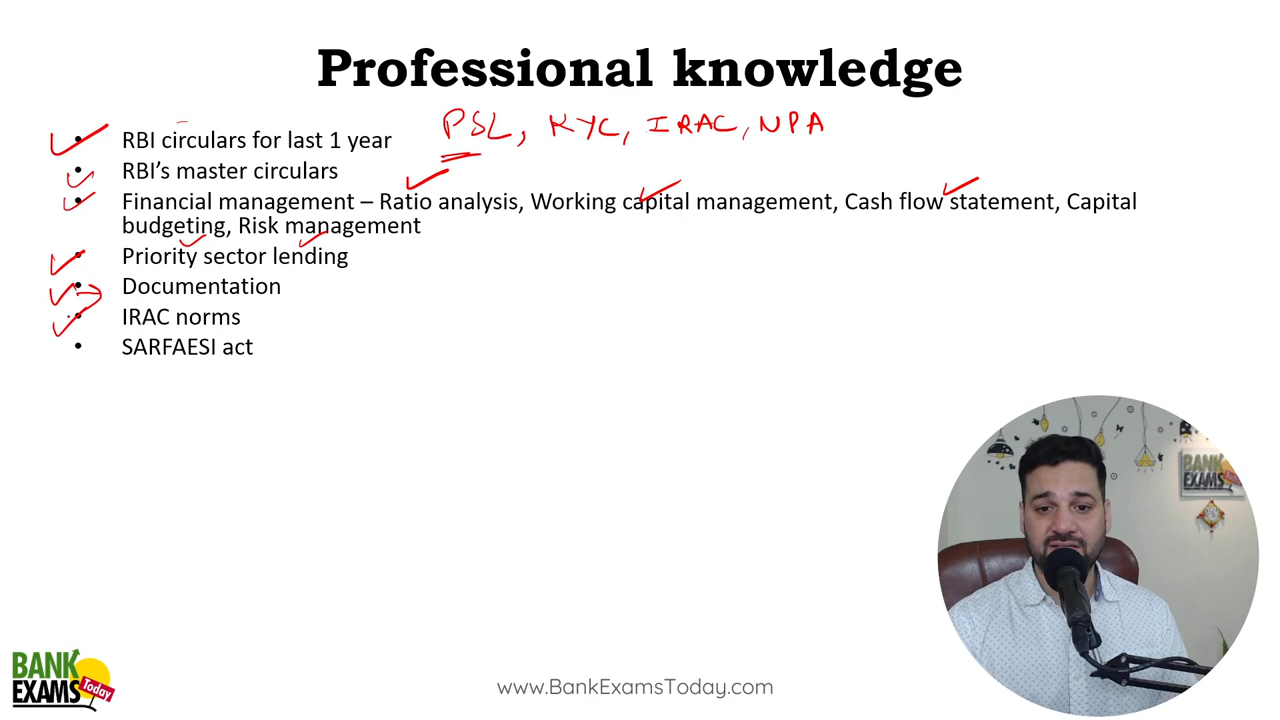 Professional knowledge
PSL, KYC, IRAC, NPA
• RBI circulars for last 1 year
• RBI's master circulars
• Financial management – Ratio analysis, Working capital management, Cash flow statement, Capital
budgeting, Risk management
• Priority sector lending
• Documentation
• IRAC norms
• SARFAESI act
BANK
EXAMS
BANK
EXAMS
Today
www.BankExamsToday.com